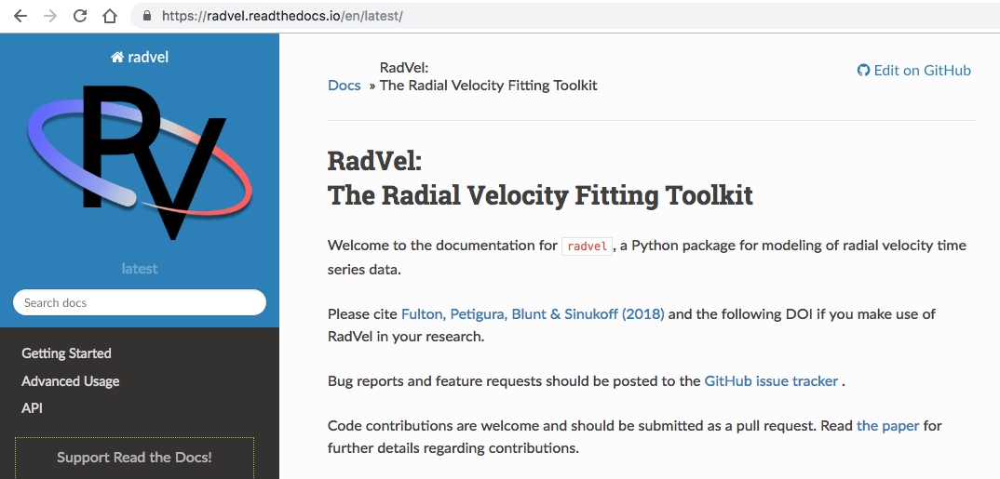 https://radvel.readthedocs.io/en/latest/
radvel
RV
latest
Search docs
Getting Started
Advanced Usage
API
Support Read the Docs!
RadVel:
Docs » The Radial Velocity Fitting Toolkit
Edit on GitHub
RadVel:
The Radial Velocity Fitting Toolkit
Welcome to the documentation for radvel, a Python package for modeling of radial velocity time
series data.
Please cite Fulton, Petigura, Blunt & Sinukoff (2018) and the following DOI if you make use of
RadVel in your research.
Bug reports and feature requests should be posted to the GitHub issue tracker .
Code contributions are welcome and should be submitted as a pull request. Read the paper for
further details regarding contributions.